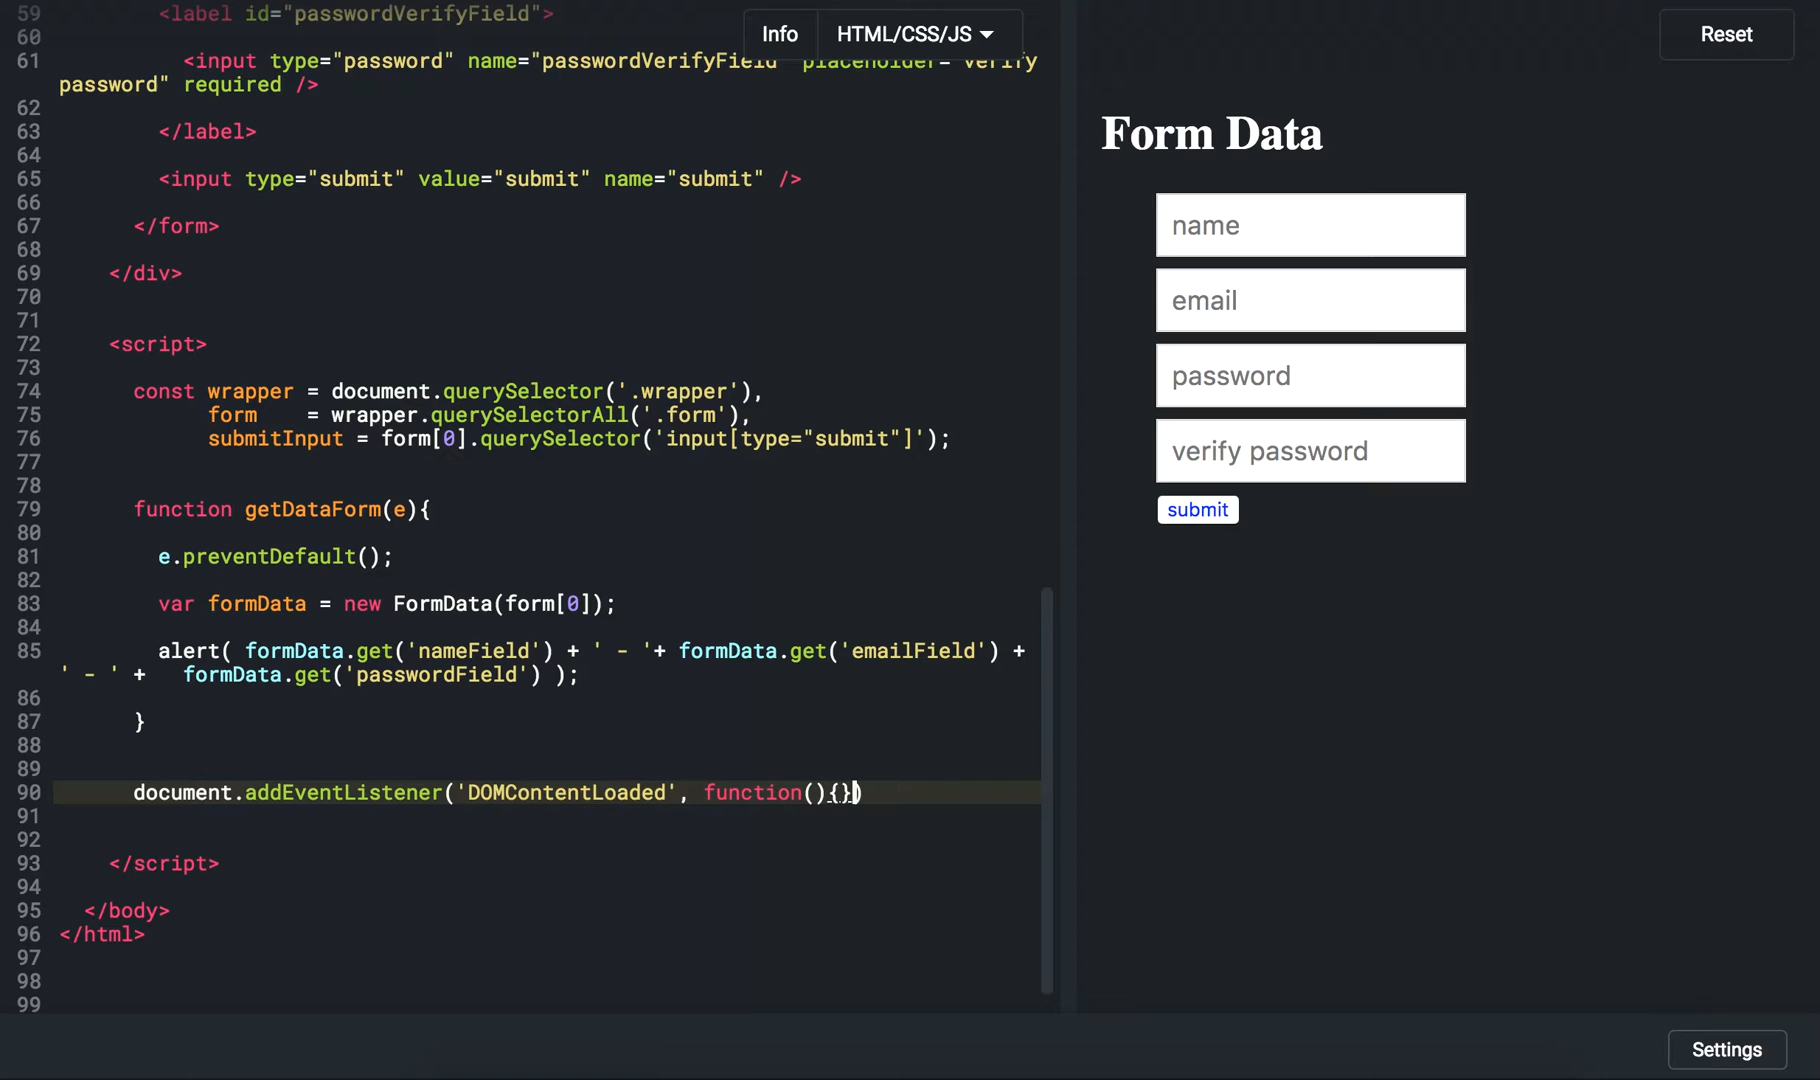 59 <label id="passwordVerifyField">
60
61 <input type="password" name="passwordVerifyField" placeholder="verify
password" required />
62
63 </label>
64
65 <input type="submit" value="submit" name="submit" />
66
67 </form>
68
69 </div>
70
71
72 <script>
73
74 const wrapper = document.querySelector('.wrapper'),
75 form = wrapper.querySelectorAll('.form'),
76 submitInput = form[0].querySelector('input[type="submit"]');
77
78
79 function getDataForm(e){
80
81 e.preventDefault();
82
83 var formData = new FormData(form[0]);
84
85 alert( formData.get('nameField') + ' - '+ formData.get('emailField') +
' - ' + formData.get('passwordField') );
86
87 }
88
89
90 document.addEventListener('DOMContentLoaded', function(){})
91
92
93 </script>
94
95 </body>
96 </html>
97
98
99
Info
HTML/CSS/JS
Reset
Form Data
name
email
password
verify password
submit
Settings